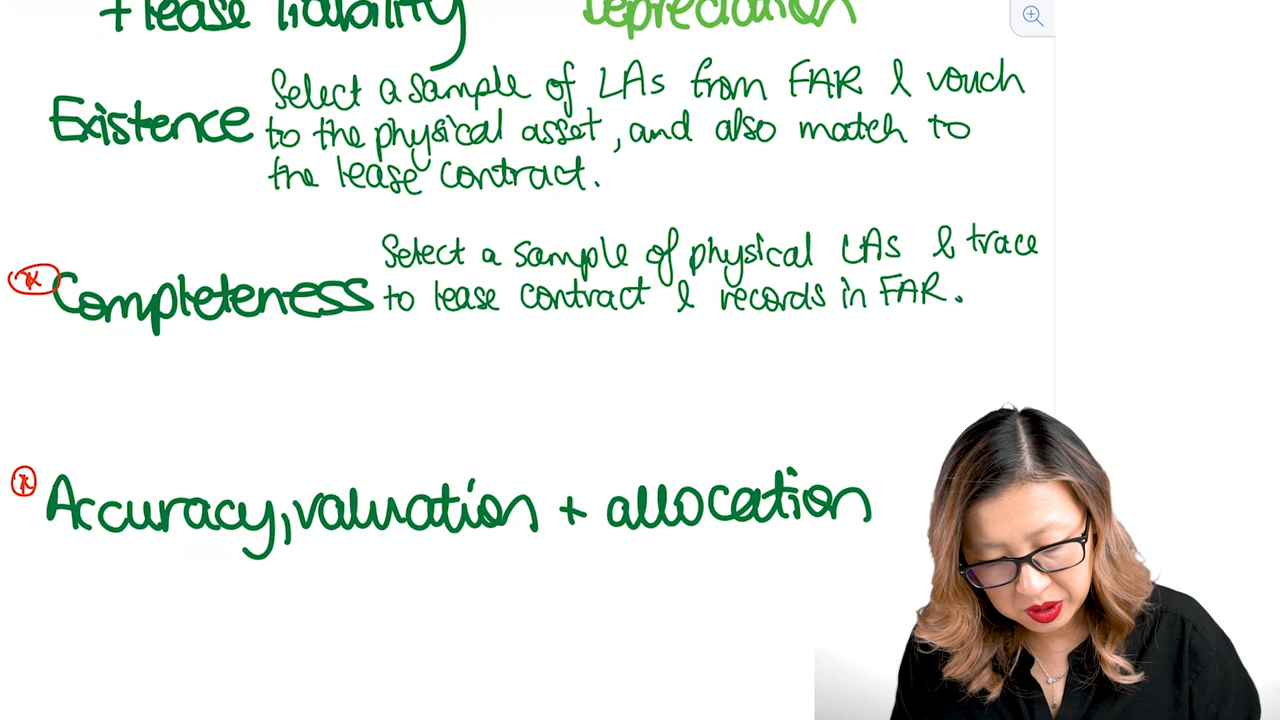 + lease liability depreciation
Existence
Select a sample of LAs from FAR & vouch
to the physical asset, and also match to
the lease contract.
* Completeness
Select a sample of physical LAs & trace
to lease contract & records in FAR.
* Accuracy, valuation + allocation